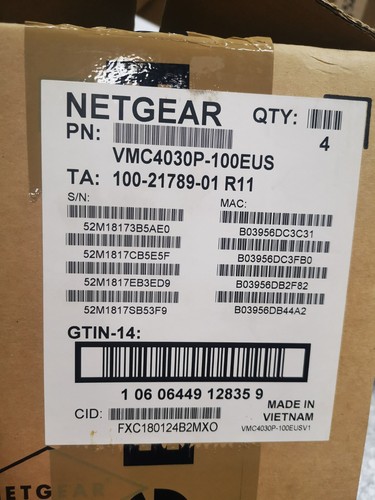 NETGEAR
QTY:
4
PN:
VMC4030P-100EUS
TA: 100-21789-01 R11
S/N:
52M18173B5AE0
52M1817CB5E5F
52M1817EB3ED9
52M1817SB53F9
MAC:
B03956DC3C31
B03956DC3FB0
B03956DB2F82
B03956DB44A2
GTIN-14:
1 06 06449 12835 9
CID:
FXC180124B2MXO
MADE IN
VIETNAM
VMC4030P-100EUSV1
ETGEAR